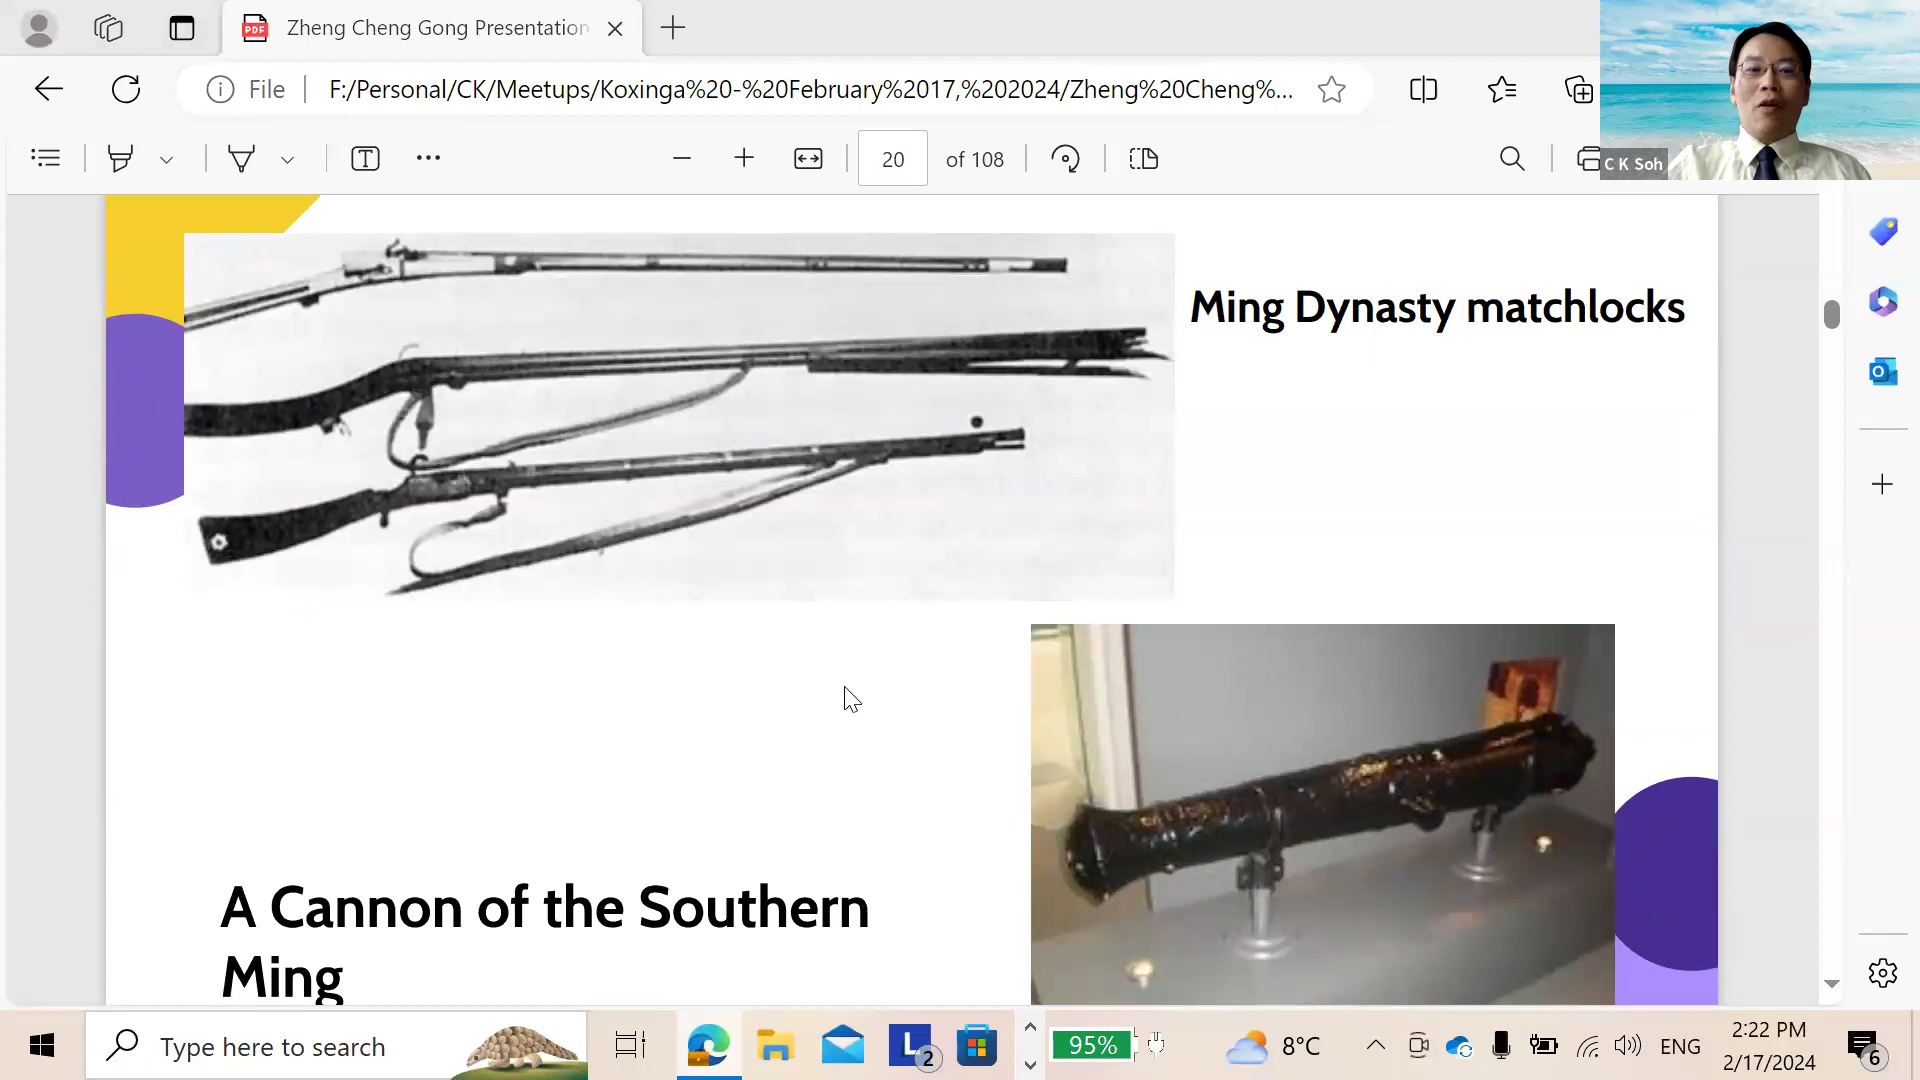 Zheng Cheng Gong Presentation
File
F:/Personal/CK/Meetups/Koxinga%20-%20February%2017,%202024/Zheng%20Cheng%...
20 of 108
C K Soh
Ming Dynasty matchlocks
A Cannon of the Southern
Ming
Type here to search
L
2
95%
8°C
ENG
2:22 PM
2/17/2024
6